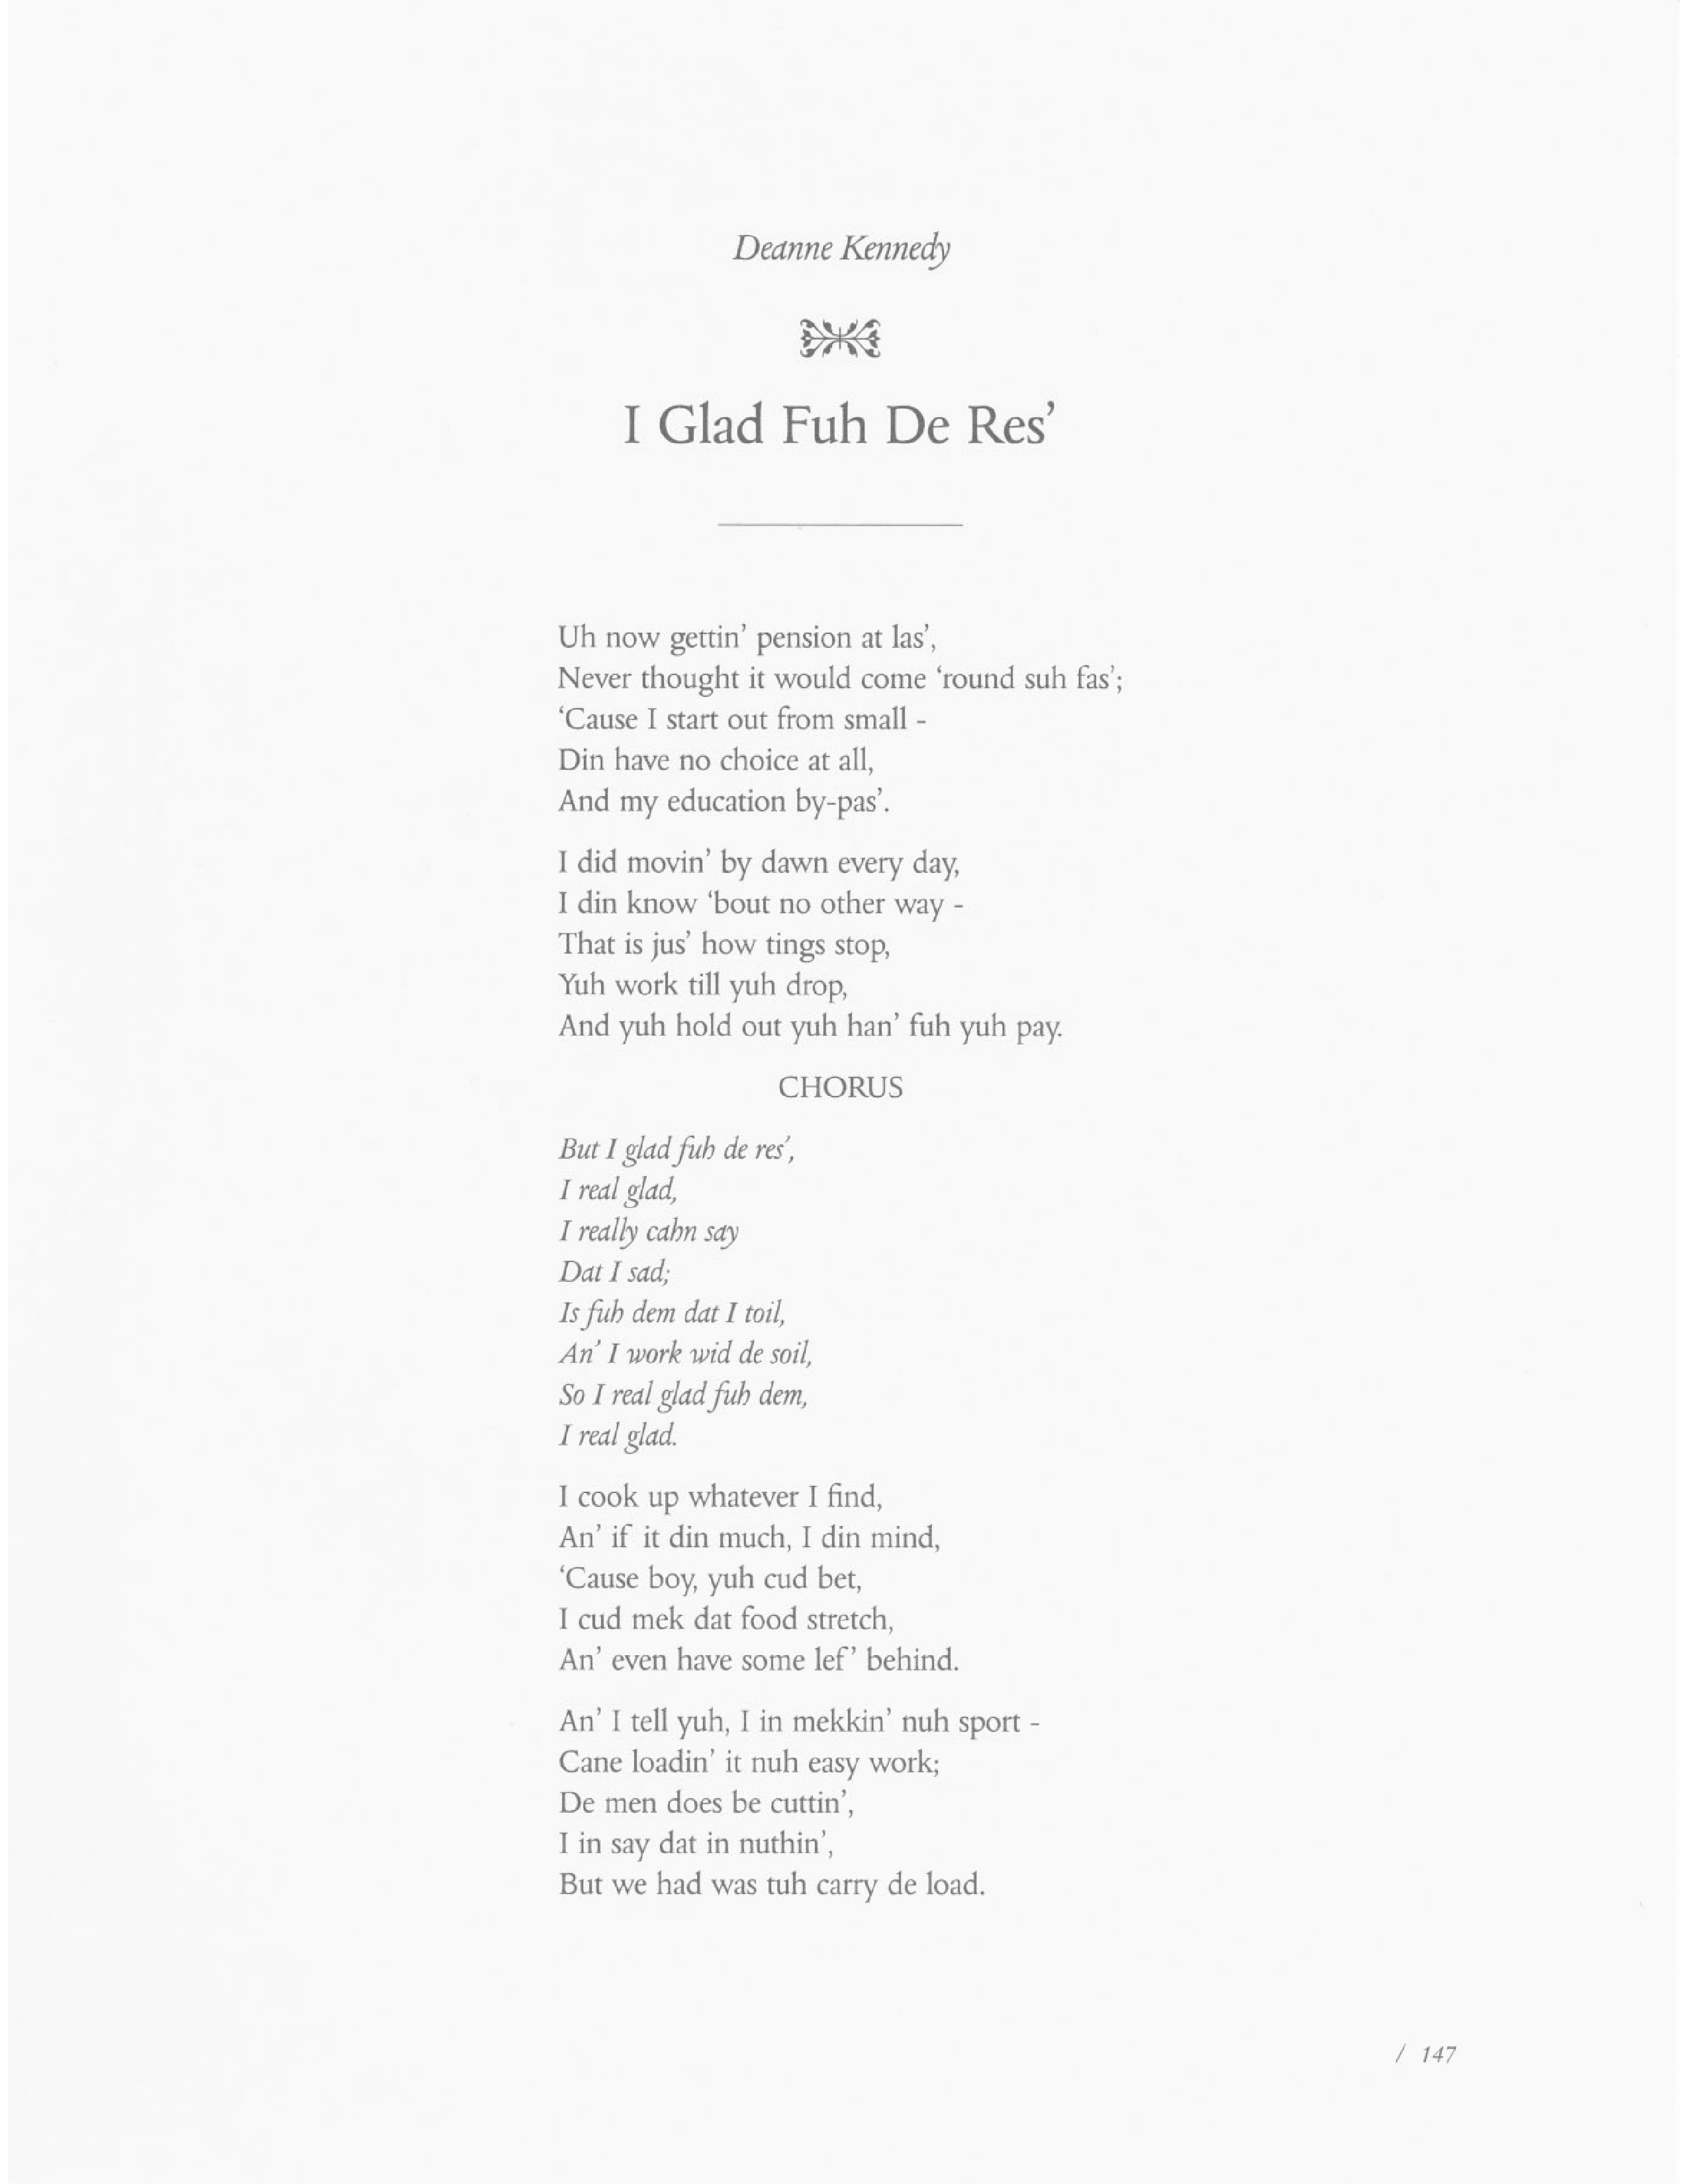 Deanne Kennedy
I Glad Fuh De Res’
Uh now gettin’ pension at las’,
Never thought it would come ‘round suh fas’;
‘Cause I start out from small -
Din have no choice at all,
And my education by-pas’.
I did movin’ by dawn every day,
I din know ‘bout no other way -
That is jus’ how tings stop,
Yuh work till yuh drop,
And yuh hold out yuh han’ fuh yuh pay.
CHORUS
But I glad fuh de res’,
I real glad,
I really cahn say
Dat I sad;
Is fuh dem dat I toil,
An’ I work wid de soil,
So I real glad fuh dem,
I real glad.
I cook up whatever I find,
An’ if it din much, I din mind,
‘Cause boy, yuh cud bet,
I cud mek dat food stretch,
An’ even have some lef’ behind.
An’ I tell yuh, I in mekkin’ nuh sport -
Cane loadin’ it nuh easy work;
De men does be cuttin’,
I in say dat in nuthin’,
But we had was tuh carry de load.
/ 147